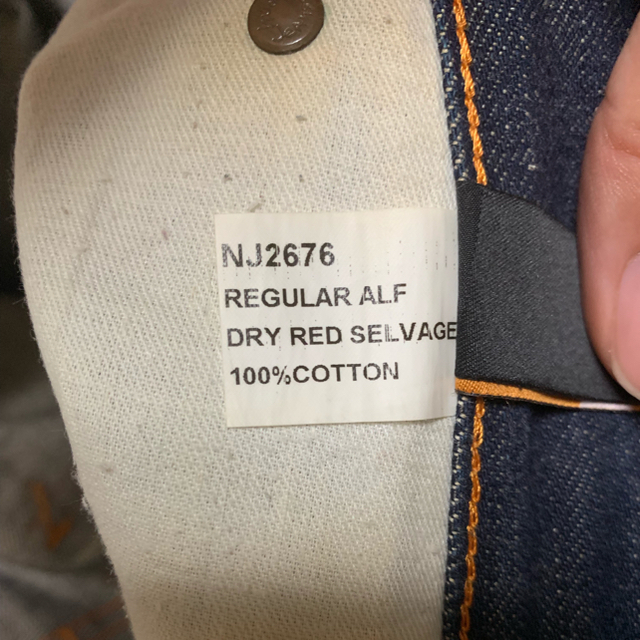 NJ2676
REGULAR ALF
DRY RED SELVAGE
100%COTTON